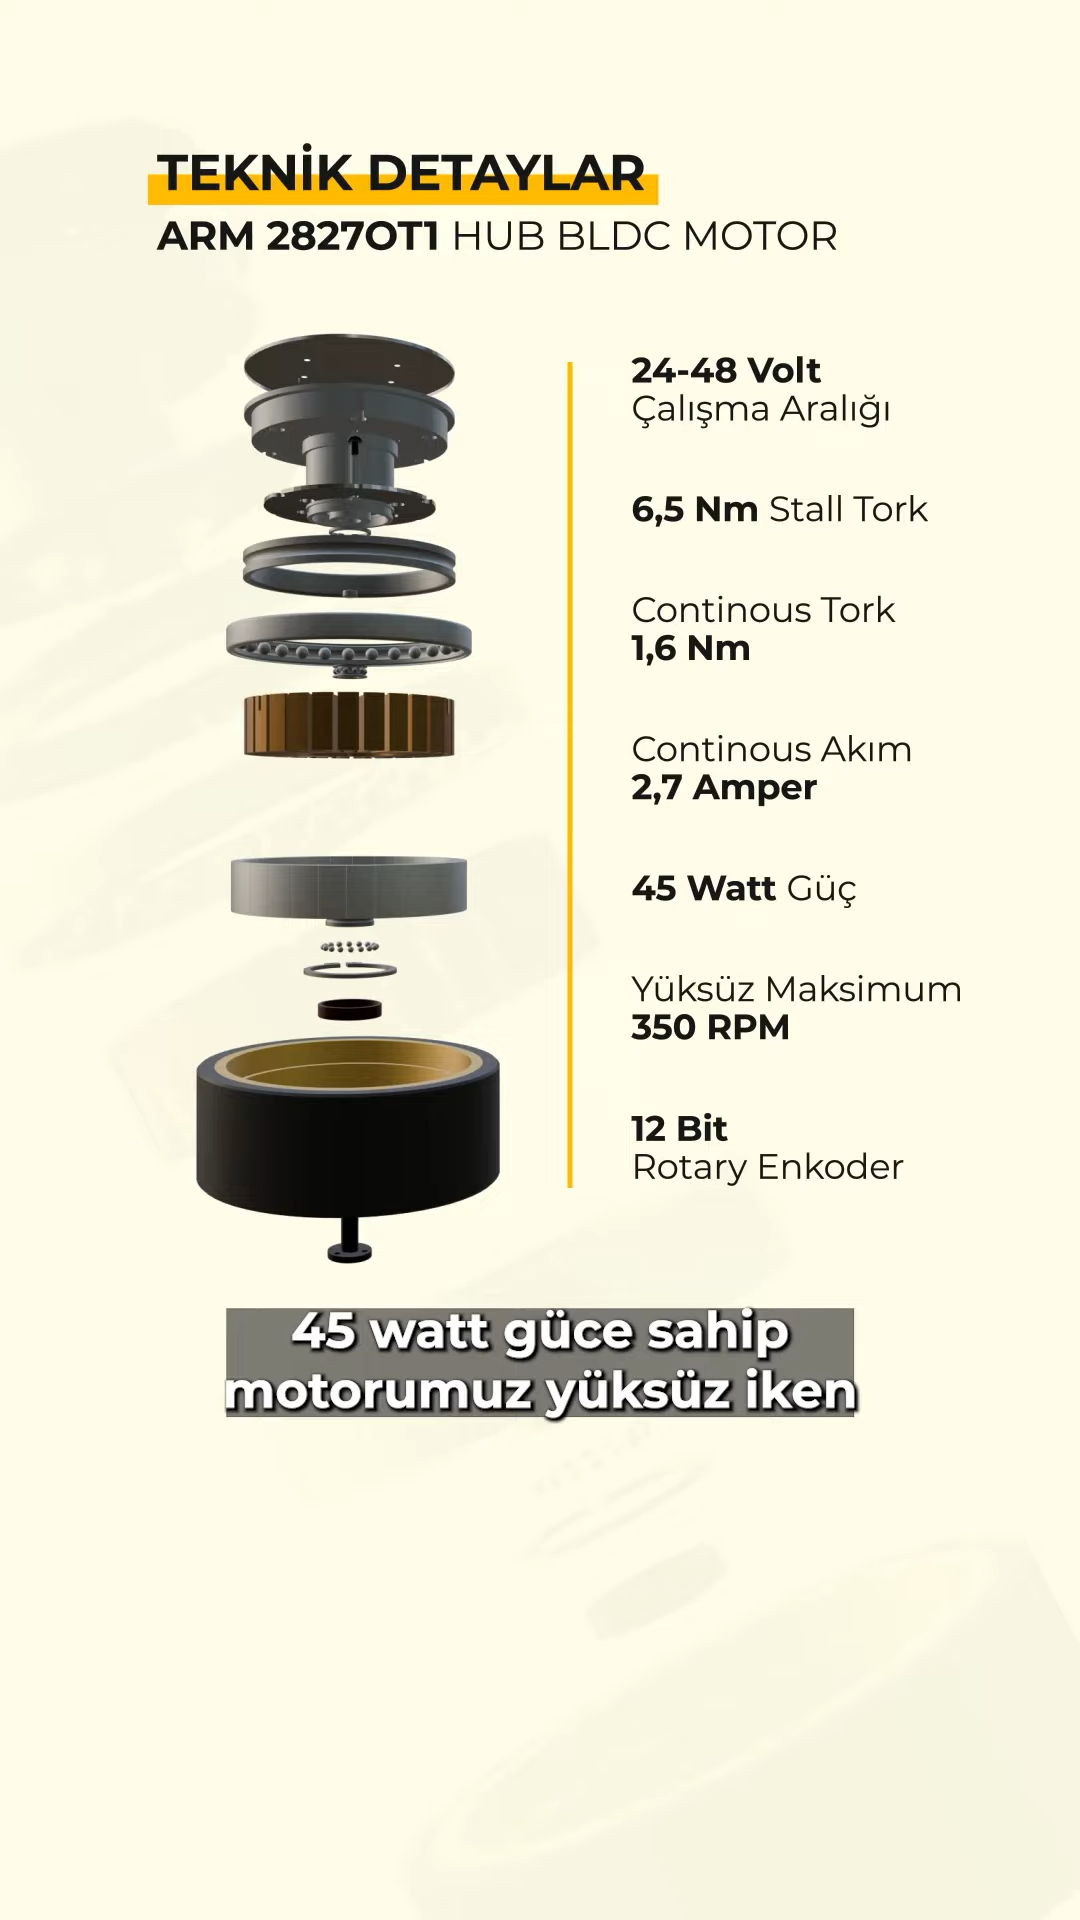 TEKNİK DETAYLAR
ARM 2827OT1 HUB BLDC MOTOR
24-48 Volt
Çalışma Aralığı
6,5 Nm Stall Tork
Continous Tork
1,6 Nm
Continous Akım
2,7 Amper
45 Watt Güç
Yüksüz Maksimum
350 RPM
12 Bit
Rotary Enkoder
45 watt güce sahip
motorumuz yüksüz iken